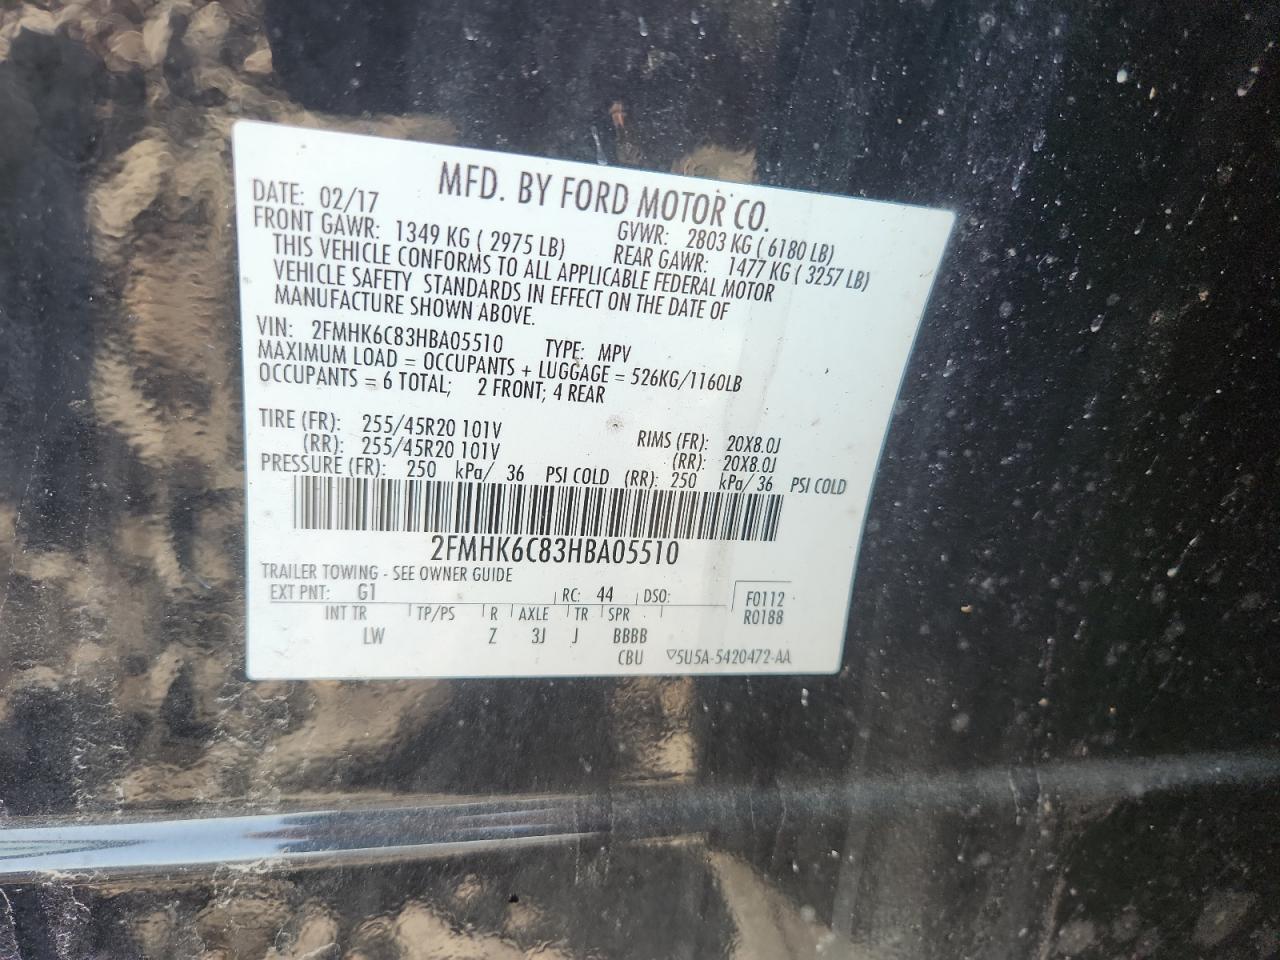 MFD. BY FORD MOTOR CO.
DATE: 02/17 GVWR: 2803 KG ( 6180 LB)
FRONT GAWR: 1349 KG ( 2975 LB) REAR GAWR: 1477 KG ( 3257 LB)
THIS VEHICLE CONFORMS TO ALL APPLICABLE FEDERAL MOTOR
VEHICLE SAFETY STANDARDS IN EFFECT ON THE DATE OF
MANUFACTURE SHOWN ABOVE.
VIN: 2FMHK6C83HBA05510 TYPE: MPV
MAXIMUM LOAD = OCCUPANTS + LUGGAGE = 526KG/1160LB
OCCUPANTS = 6 TOTAL; 2 FRONT; 4 REAR
TIRE (FR): 255/45R20 101V RIMS (FR): 20X8.0J
(RR): 255/45R20 101V (RR): 20X8.0J
PRESSURE (FR): 250 kPa/ 36 PSI COLD (RR): 250 kPa/ 36 PSI COLD
2FMHK6C83HBA05510
TRAILER TOWING - SEE OWNER GUIDE
EXT PNT: G1 RC: 44 DSO: F0112
INT TR TP/PS R AXLE TR SPR R0188
LW Z 3J J BBBB
CBU ▽5U5A-5420472-AA